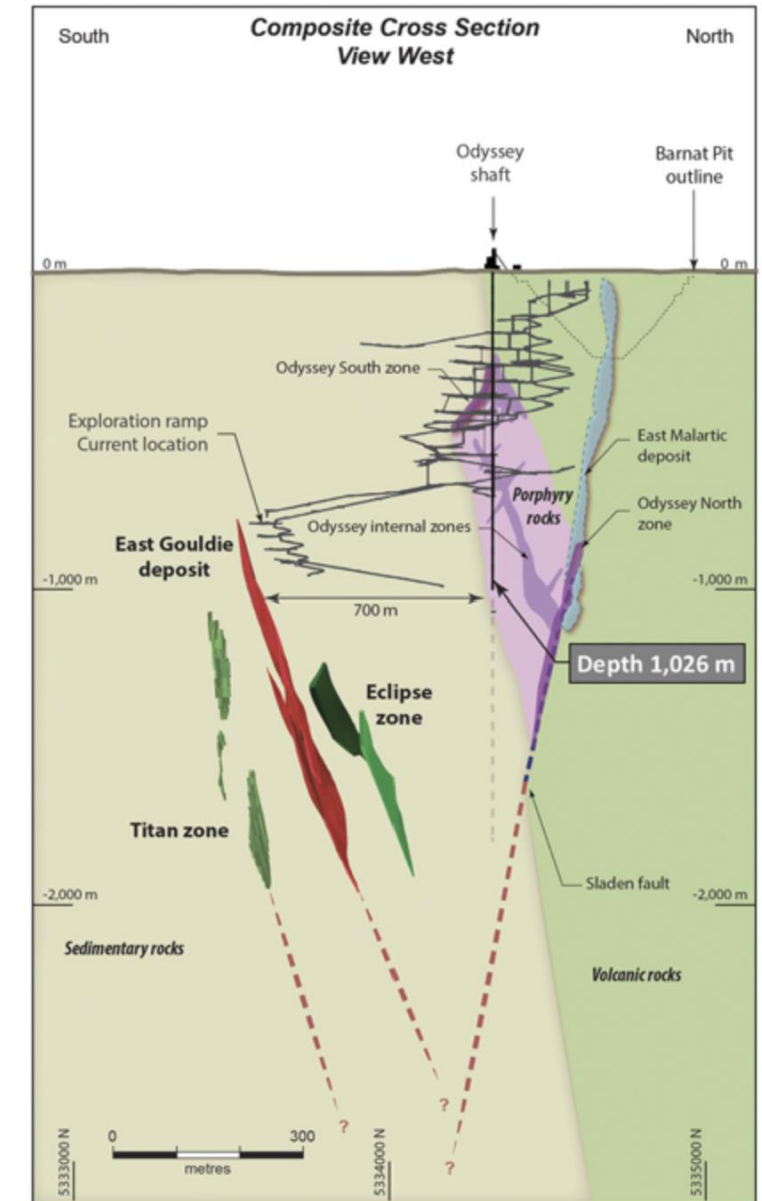 Composite Cross Section
View West
South
North
Odyssey
shaft
Barnat Pit
outline
0 m
0 m
Odyssey South zone
Exploration ramp
Current location
East Malartic
deposit
Porphyry
rocks
Odyssey North
zone
Odyssey internal zones
East Gouldie
deposit
-1,000 m
-1,000 m
700 m
Depth 1,026 m
Eclipse
zone
Titan zone
Sladen fault
-2,000 m
-2,000 m
Sedimentary rocks
Volcanic rocks
?
?
?
0
300
metres
5333000 N
5334000 N
5335000 N